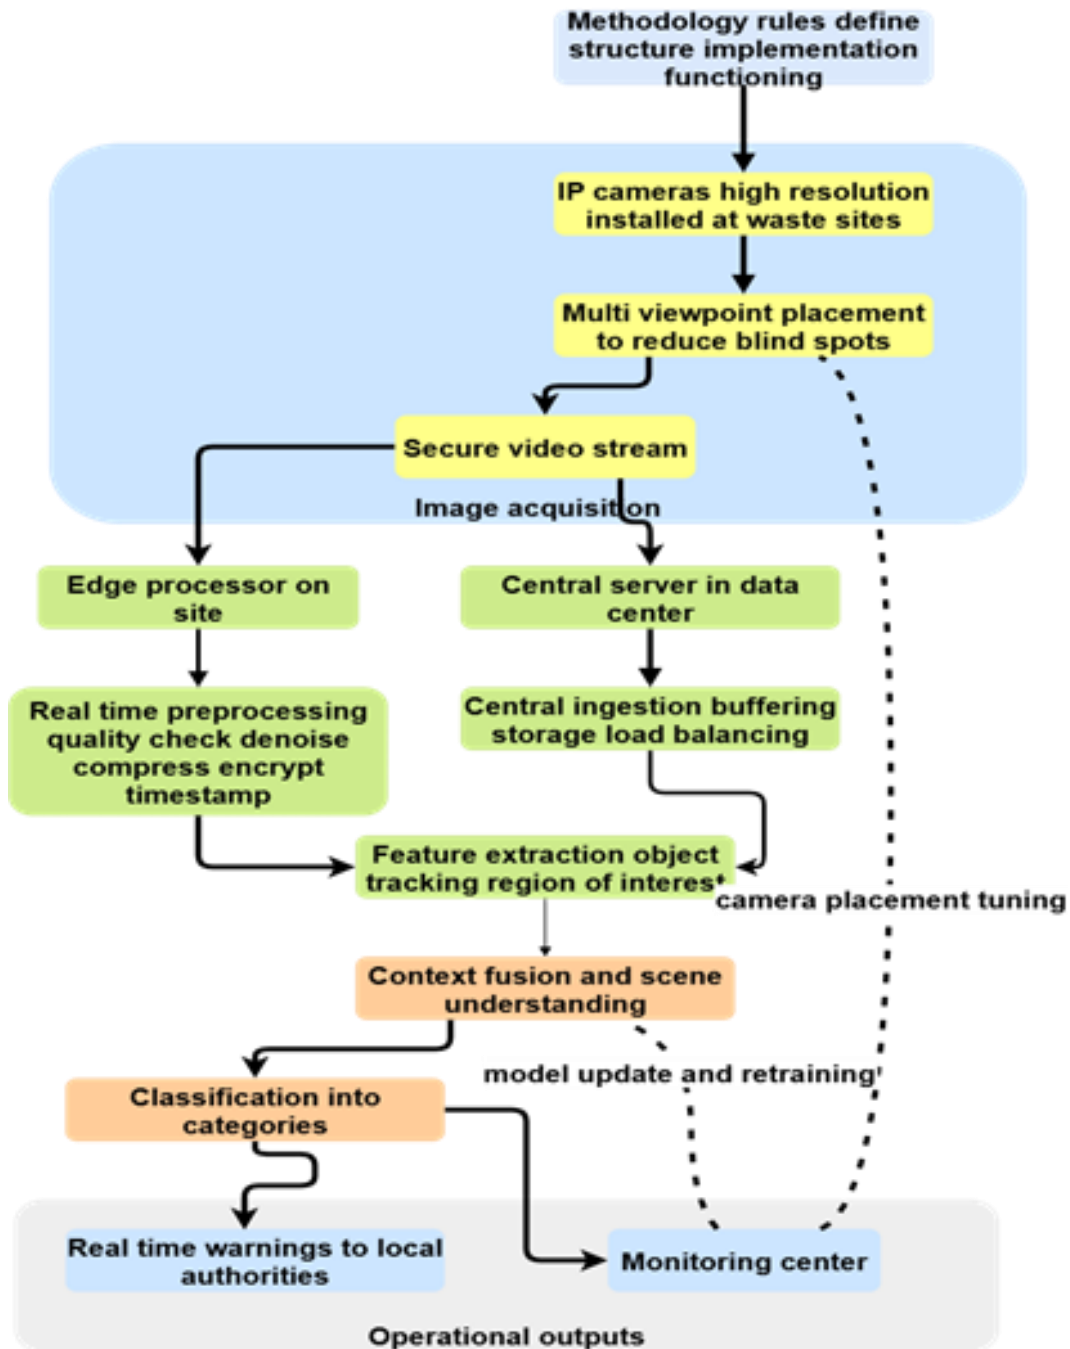 Methodology rules define
structure implementation
functioning
IP cameras high resolution
installed at waste sites
Multi viewpoint placement
to reduce blind spots
Secure video stream
Image acquisition
Edge processor on
site
Central server in data
center
Real time preprocessing
quality check denoise
compress encrypt
timestamp
Central ingestion buffering
storage load balancing
Feature extraction object
tracking region of interest
camera placement tuning
Context fusion and scene
understanding
model update and retraining
Classification into
categories
Real time warnings to local
authorities
Monitoring center
Operational outputs